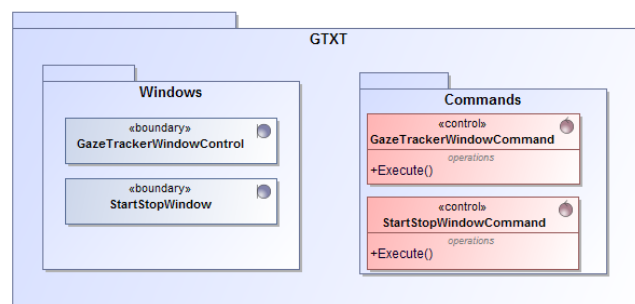 GTXT
Windows
«boundary»
GazeTrackerWindowControl
«boundary»
StartStopWindow
Commands
«control»
GazeTrackerWindowCommand
operations
+Execute()
«control»
StartStopWindowCommand
operations
+Execute()